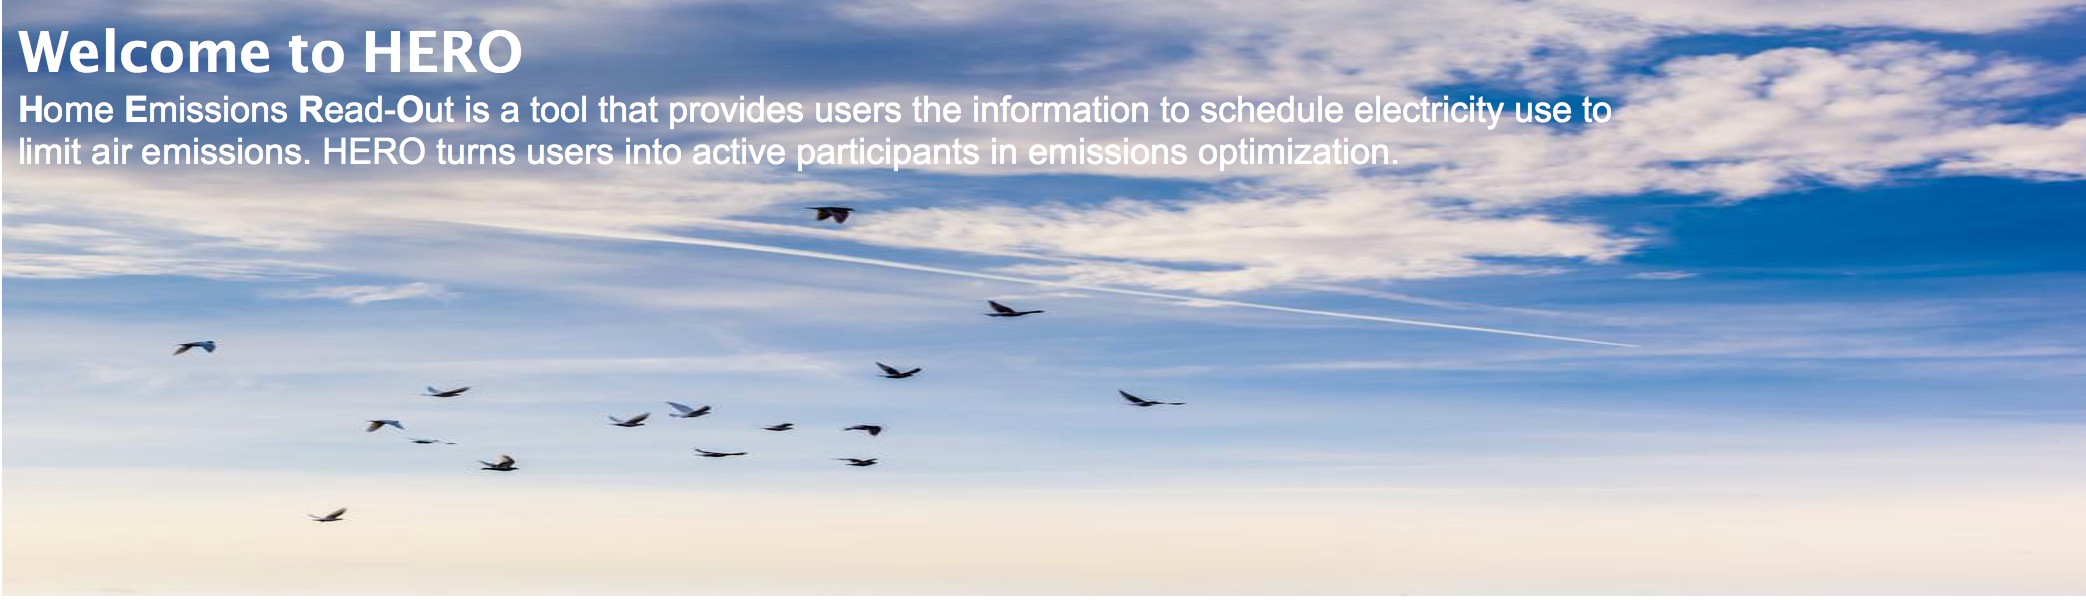 Welcome to HERO
Home Emissions Read-Out is a tool that provides users the information to schedule electricity use to
limit air emissions. HERO turns users into active participants in emissions optimization.